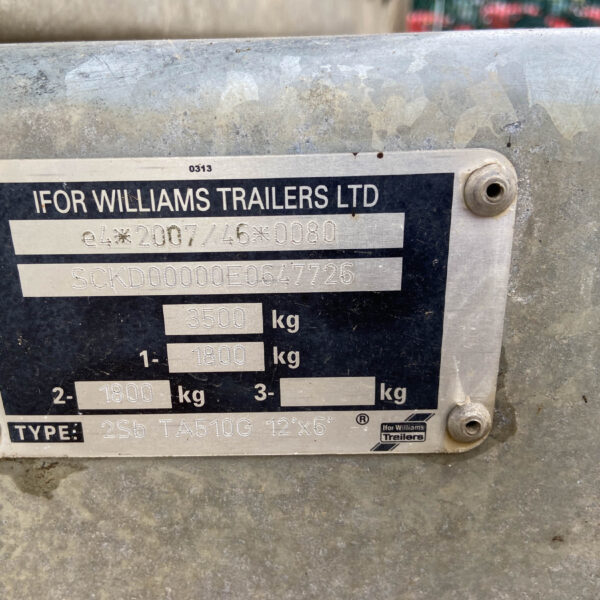 0313
IFOR WILLIAMS TRAILERS LTD
e4*2007/46*0080
SCKD00000E0647726
3500 kg
1- 1800 kg
2- 1800 kg 3- kg
TYPE: 2Sb TA510G 12'x6' ®
Ifor Williams
Trailers